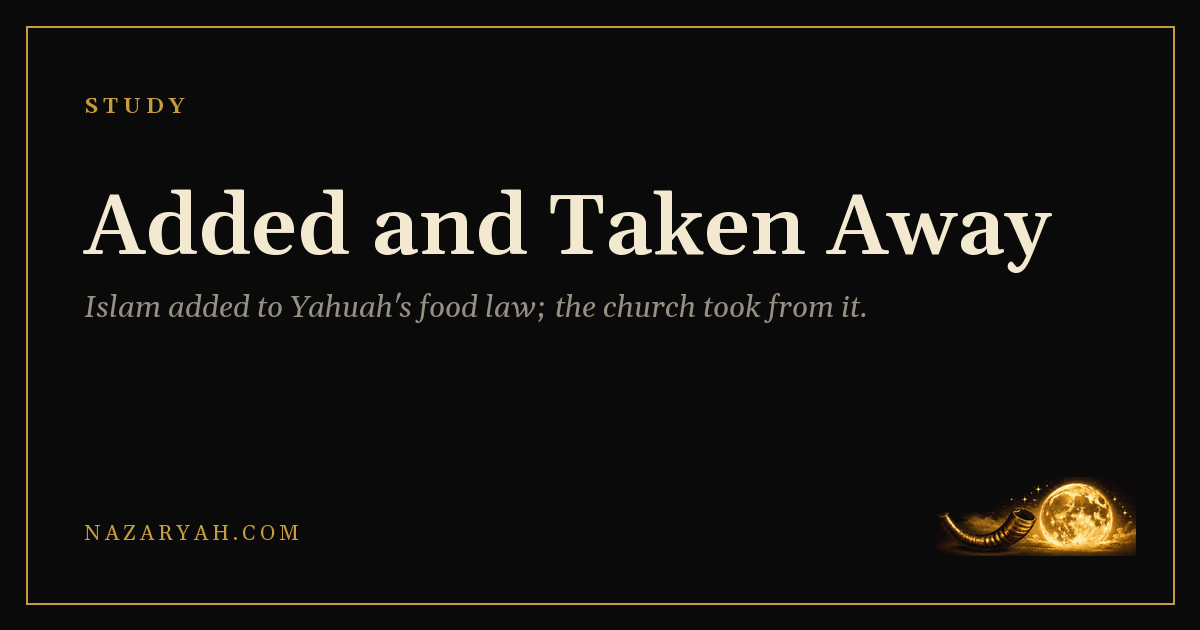 STUDY
Added and Taken Away
Islam added to Yahuah's food law; the church took from it.
NAZARYAH.COM